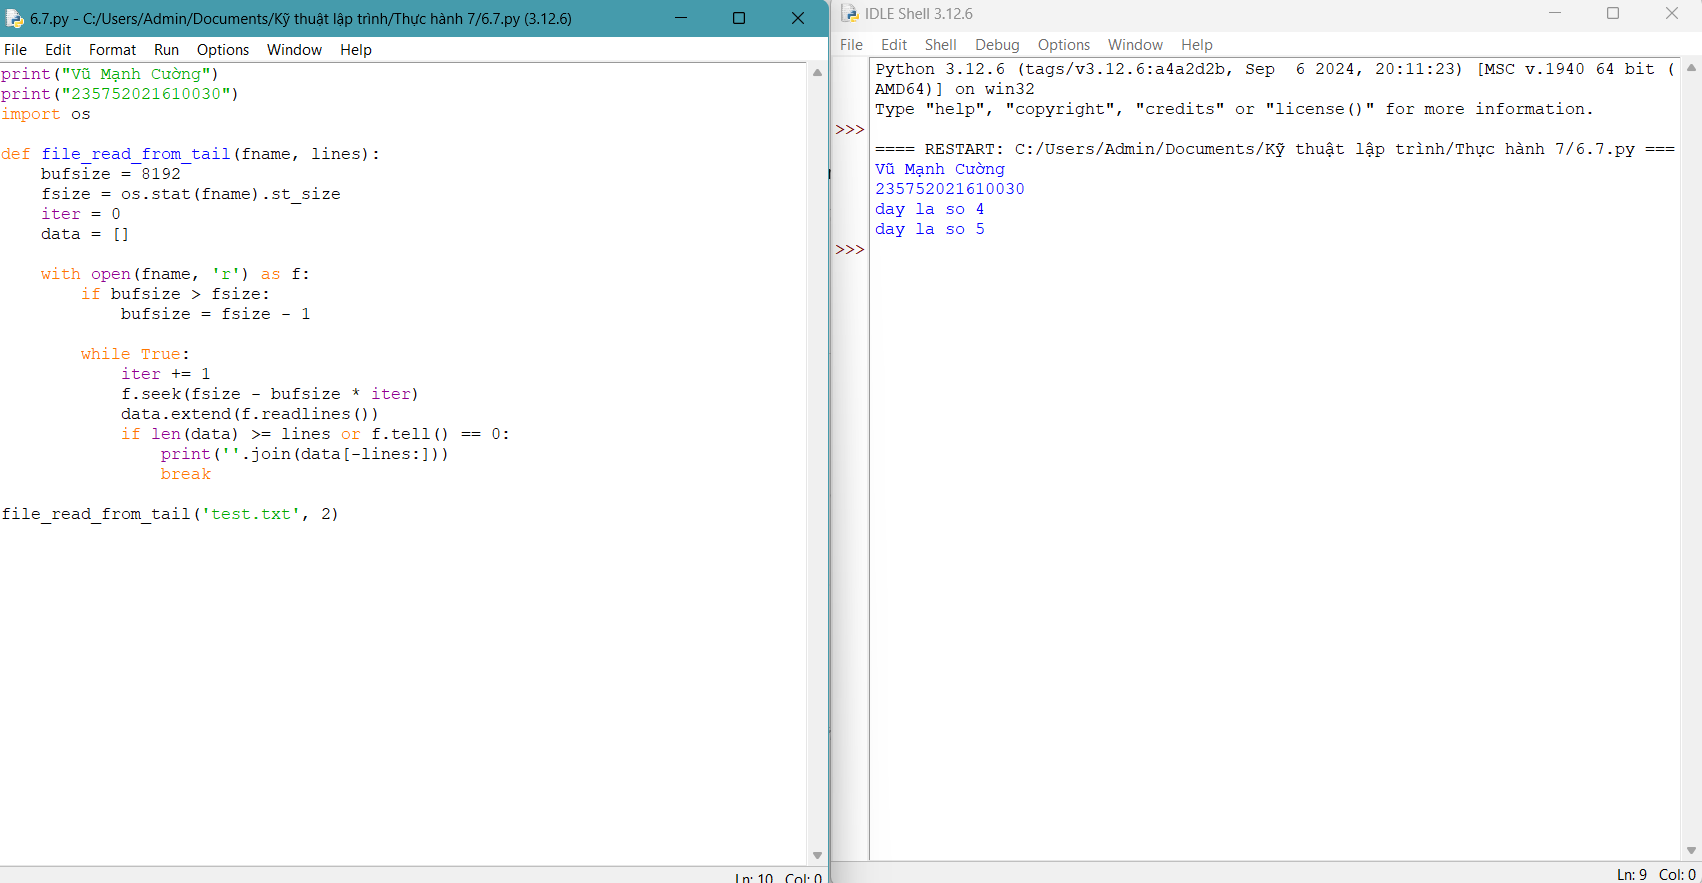 6.7.py - C:/Users/Admin/Documents/Kỹ thuật lập trình/Thực hành 7/6.7.py (3.12.6)
File Edit Format Run Options Window Help
print("Vũ Mạnh Cường")
print("235752021610030")
import os
def file_read_from_tail(fname, lines):
    bufsize = 8192
    fsize = os.stat(fname).st_size
    iter = 0
    data = []
    with open(fname, 'r') as f:
        if bufsize > fsize:
            bufsize = fsize - 1
        while True:
            iter += 1
            f.seek(fsize - bufsize * iter)
            data.extend(f.readlines())
            if len(data) >= lines or f.tell() == 0:
                print(''.join(data[-lines:]))
                break
file_read_from_tail('test.txt', 2)
Ln: 10 Col: 0
IDLE Shell 3.12.6
File Edit Shell Debug Options Window Help
Python 3.12.6 (tags/v3.12.6:a4a2d2b, Sep  6 2024, 20:11:23) [MSC v.1940 64 bit (
AMD64)] on win32
Type "help", "copyright", "credits" or "license()" for more information.
>>>
==== RESTART: C:/Users/Admin/Documents/Kỹ thuật lập trình/Thực hành 7/6.7.py ===
Vũ Mạnh Cường
235752021610030
day la so 4
day la so 5
>>>
Ln: 9 Col: 0